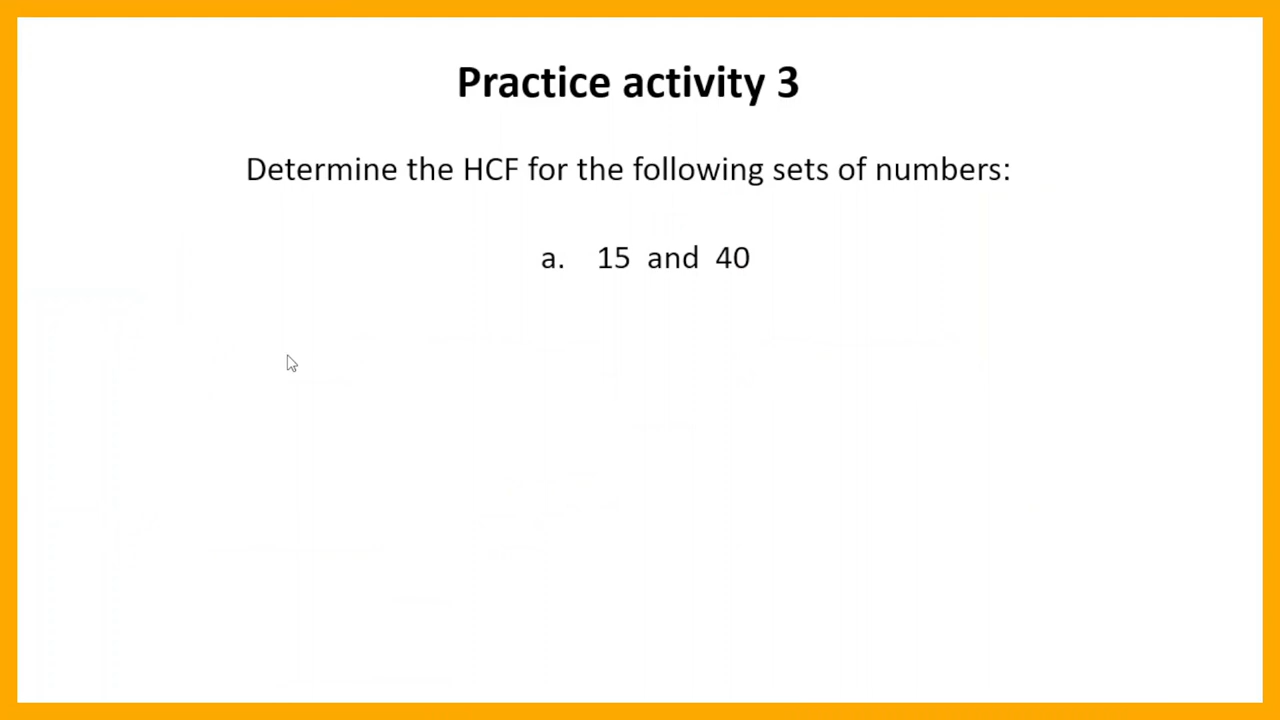 Practice activity 3
Determine the HCF for the following sets of numbers:
a. 15 and 40